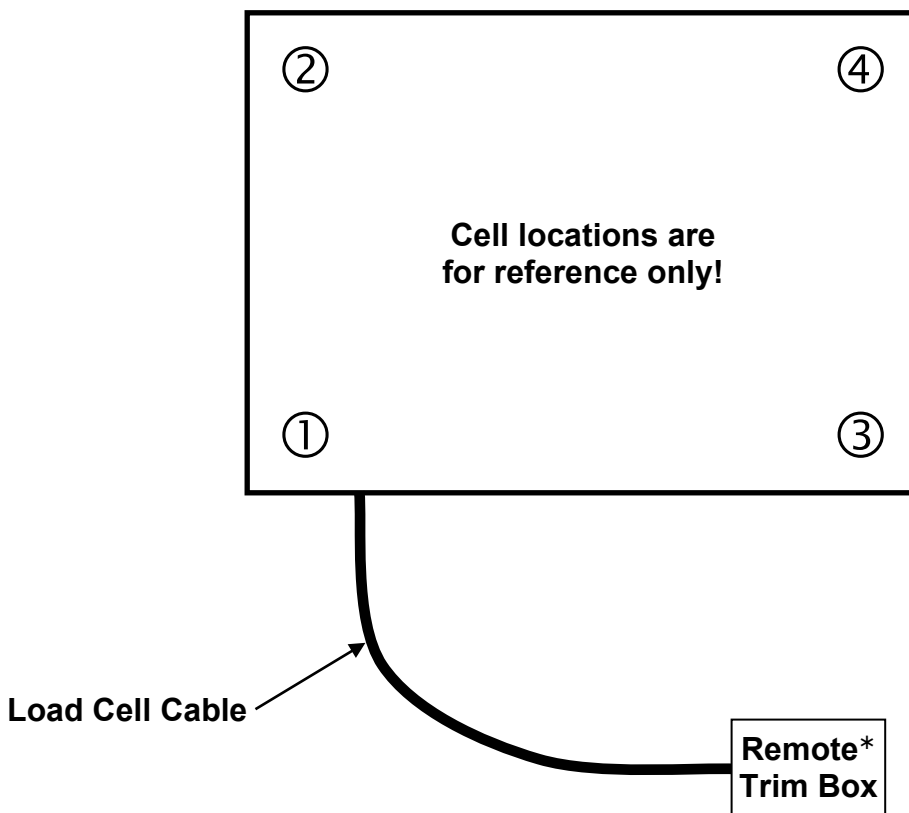 ② ④
Cell locations are
for reference only!
① ③
Load Cell Cable
Remote*
Trim Box